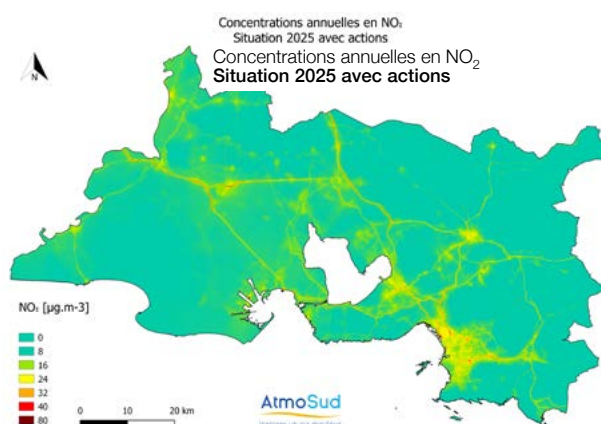 Concentrations annuelles en NO₂
Situation 2025 avec actions
Concentrations annuelles en NO₂
Situation 2025 avec actions
N
NO₂ [µg.m-3]
0
8
16
24
32
40
80
0 10 20 km
AtmoSud